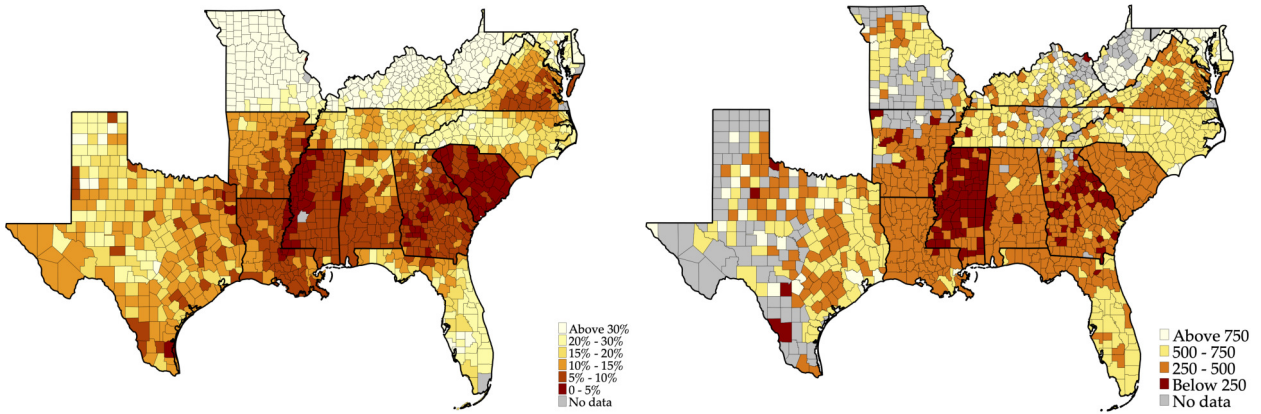 Above 30%
20% - 30%
15% - 20%
10% - 15%
5% - 10%
0 - 5%
No data
Above 750
500 - 750
250 - 500
Below 250
No data